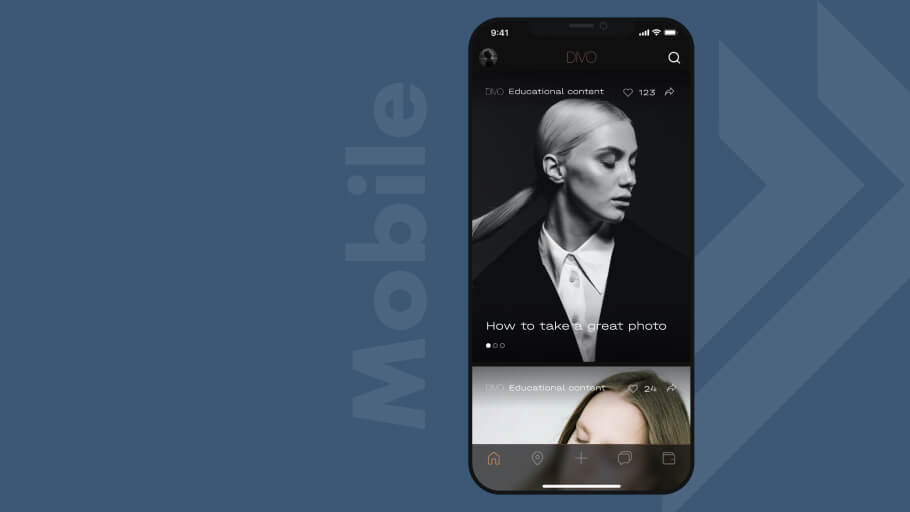 Mobile
9:41
DIVO
DIVO Educational content 123
How to take a great photo
DIVO Educational content 24